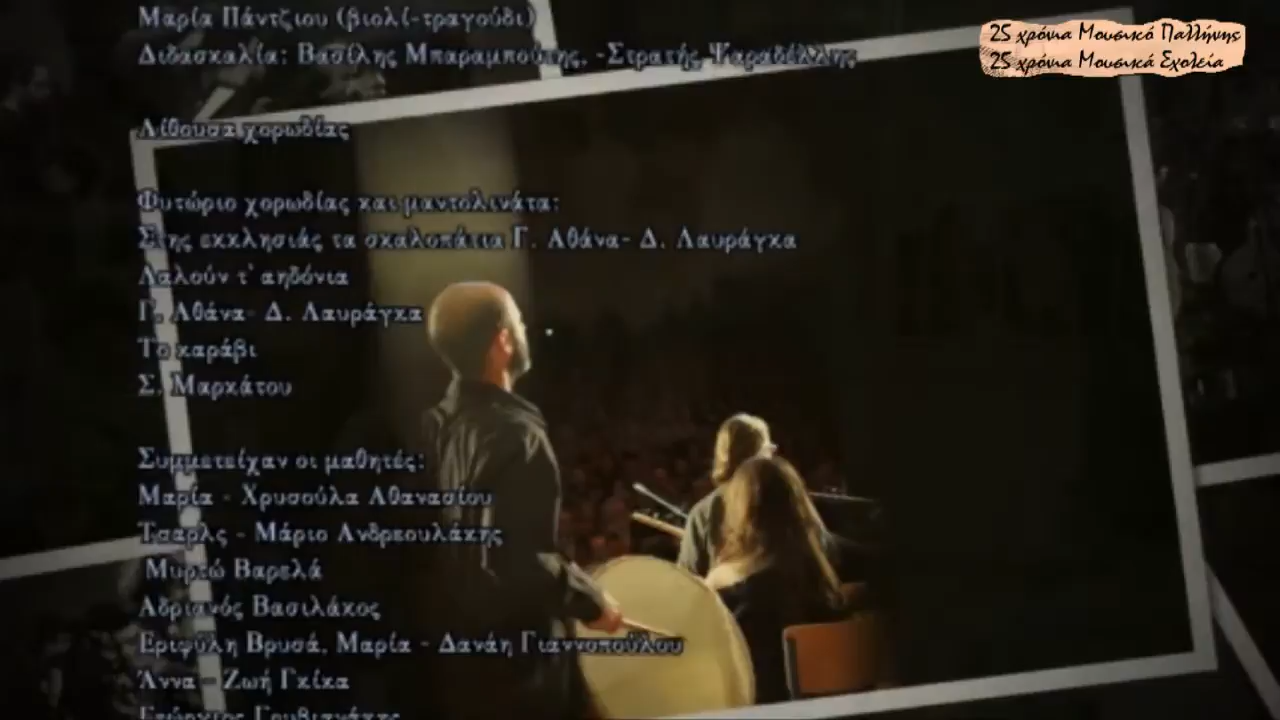 Μαρία Πάντζιου (βιολί-τραγούδι)
Διδασκαλία: Βασίλης Μπαραμπούτης, -Στρατής Ψαραδέλλης
25 χρόνια Μουσικό Παλλήνης
25 χρόνια Μουσικά Σχολεία
Αίθουσα χορωδίας
Φυτώριο χορωδίας και μαντολινάτα:
Στης εκκλησιάς τα σκαλοπάτια Γ. Αθάνα- Δ. Λαυράγκα
Λαλούν τ' αηδόνια
Γ. Αθάνα- Δ. Λαυράγκα
Το καράβι
Σ. Μαρκάτου
Συμμετείχαν οι μαθητές:
Μαρία - Χρυσούλα Αθανασίου
Τσαρλς - Μάριο Ανδρεουλάκης
Μυρτώ Βαρελά
Αδριανός Βασιλάκος
Εριφύλη Βρυσά, Μαρία - Δανάη Γιαννοπούλου
Άννα - Ζωή Γκίκα
Γεώργιος